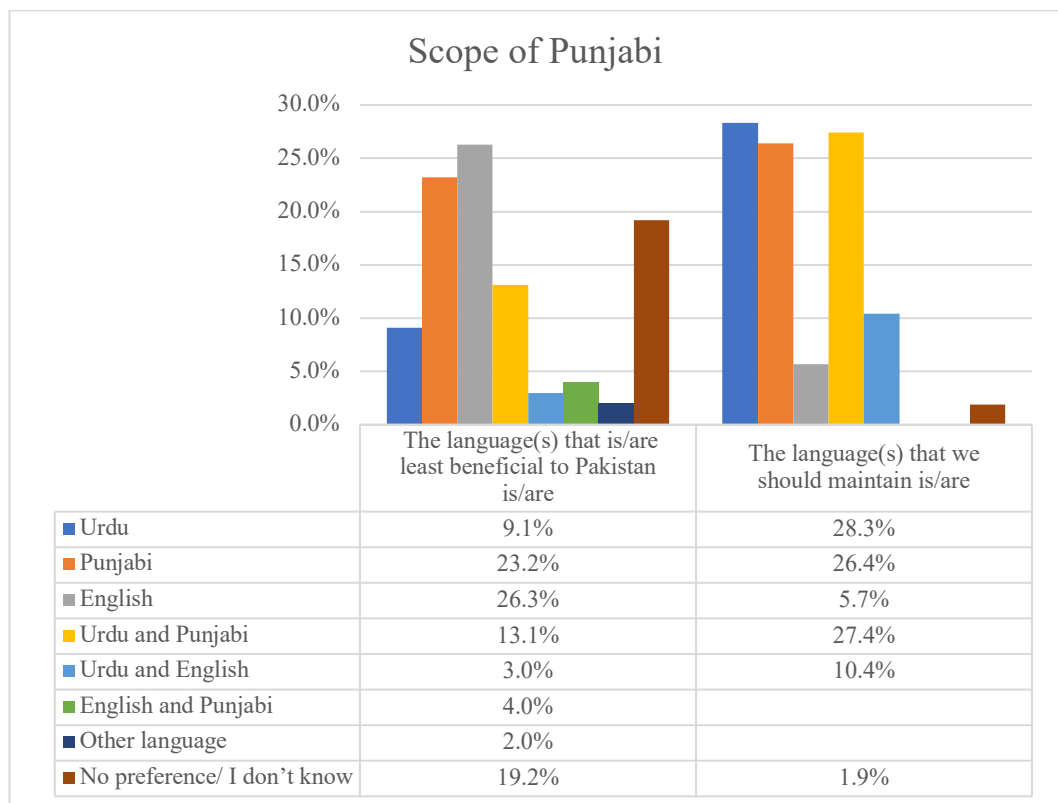 Scope of Punjabi
30.0%
25.0%
20.0%
15.0%
10.0%
5.0%
0.0%
The language(s) that is/are
least beneficial to Pakistan
is/are
The language(s) that we
should maintain is/are
Urdu 9.1% 28.3%
Punjabi 23.2% 26.4%
English 26.3% 5.7%
Urdu and Punjabi 13.1% 27.4%
Urdu and English 3.0% 10.4%
English and Punjabi 4.0%
Other language 2.0%
No preference/ I don’t know 19.2% 1.9%